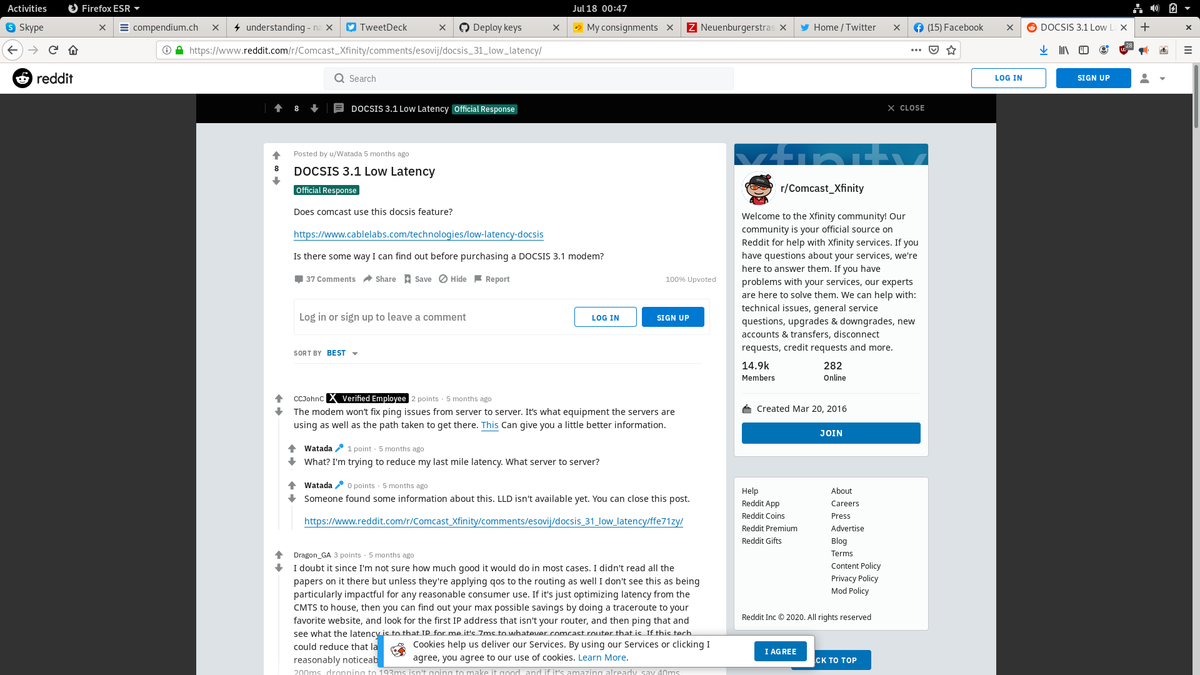 Activities
Firefox ESR
Jul 18 00:47
Skype
compendium.ch
understanding - n
TweetDeck
Deploy keys
My consignments
Neuenburgerstras
Home / Twitter
(15) Facebook
DOCSIS 3.1 Low L
https://www.reddit.com/r/Comcast_Xfinity/comments/esovij/docsis_31_low_latency/
28
reddit
Search
LOG IN
SIGN UP
8
DOCSIS 3.1 Low Latency Official Response
CLOSE
Posted by u/Watada 5 months ago
8
DOCSIS 3.1 Low Latency
Official Response
Does comcast use this docsis feature?
https://www.cablelabs.com/technologies/low-latency-docsis
Is there some way I can find out before purchasing a DOCSIS 3.1 modem?
37 Comments Share Save Hide Report
100% Upvoted
Log in or sign up to leave a comment
LOG IN
SIGN UP
SORT BY BEST
CCJohnC X Verified Employee 2 points · 5 months ago
The modem won't fix ping issues from server to server. It's what equipment the servers are
using as well as the path taken to get there. This Can give you a little better information.
Watada 1 point · 5 months ago
What? I'm trying to reduce my last mile latency. What server to server?
Watada 0 points · 5 months ago
Someone found some information about this. LLD isn't available yet. You can close this post.
https://www.reddit.com/r/Comcast_Xfinity/comments/esovij/docsis_31_low_latency/ffe71zy/
Dragon_GA 3 points · 5 months ago
I doubt it since I'm not sure how much good it would do in most cases. I didn't read all the
papers on it there but unless they're applying qos to the routing as well I don't see this as being
particularly impactful for any reasonable consumer use. If it's just optimizing latency from the
CMTS to house, then you can find out your max possible savings by doing a traceroute to your
favorite website, and look for the first IP address that isn't your router, and then ping that and
see what the latency is to that IP, for me it's 7ms to whatever comcast router that is. If this tech
could reduce that la
reasonably noticeab
200ms, dropping to 193ms isn't going to make it good, and if it's amazing already, say 40ms
xfinity
r/Comcast_Xfinity
Welcome to the Xfinity community! Our
community is your official source on
Reddit for help with Xfinity services. If you
have questions about your services, we're
here to answer them. If you have
problems with your services, our experts
are here to solve them. We can help with:
technical issues, general service
questions, upgrades & downgrades, new
accounts & transfers, disconnect
requests, credit requests and more.
14.9k
Members
282
Online
Created Mar 20, 2016
JOIN
Help
Reddit App
Reddit Coins
Reddit Premium
Reddit Gifts
About
Careers
Press
Advertise
Blog
Terms
Content Policy
Privacy Policy
Mod Policy
Reddit Inc © 2020. All rights reserved
CK TO TOP
Cookies help us deliver our Services. By using our Services or clicking I
agree, you agree to our use of cookies. Learn More.
I AGREE